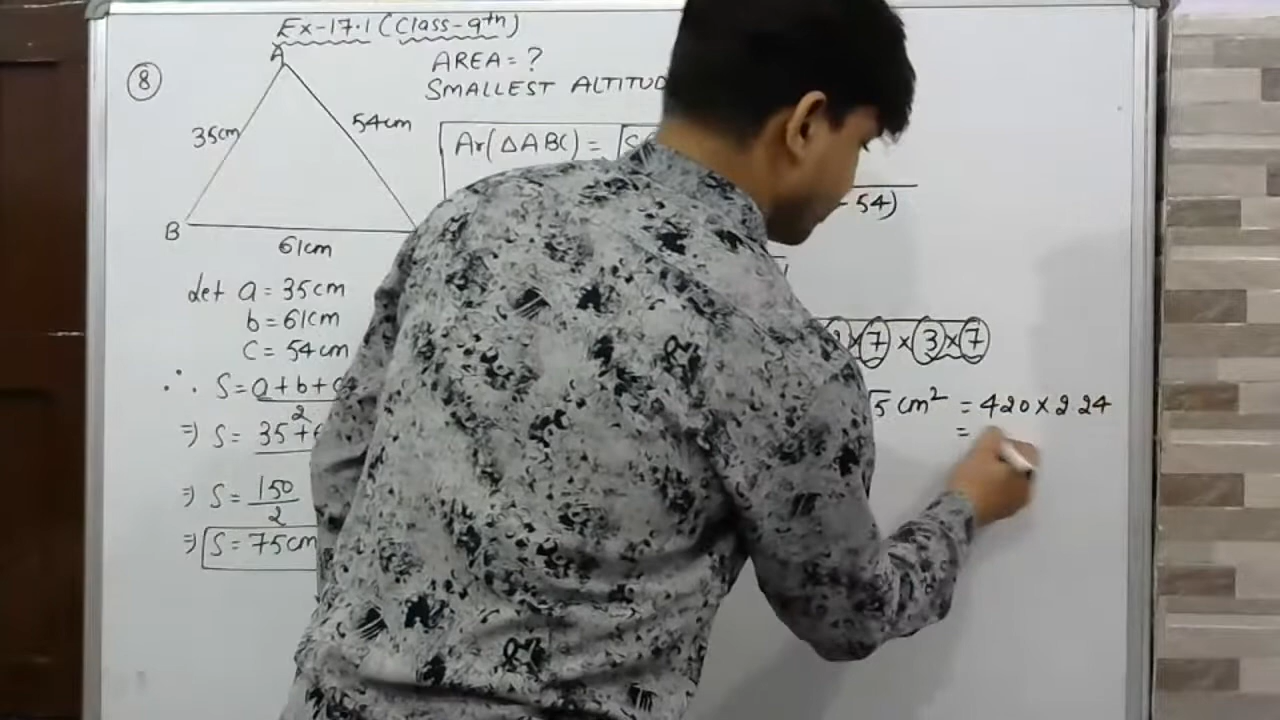 Ex-17.1 (Class-9th)
8
AREA = ?
SMALLEST ALTITUD
A
35cm
54cm
B
61cm
Ar(△ABC) = √S
- 54)
Let a = 35cm
b = 61cm
c = 54cm
∴ S = a + b + c
2
⇒ S = 35 +
⇒ S = 150
2
⇒ S = 75cm
×7 × 3 × 7
√5 cm² = 420 × 2 24
=